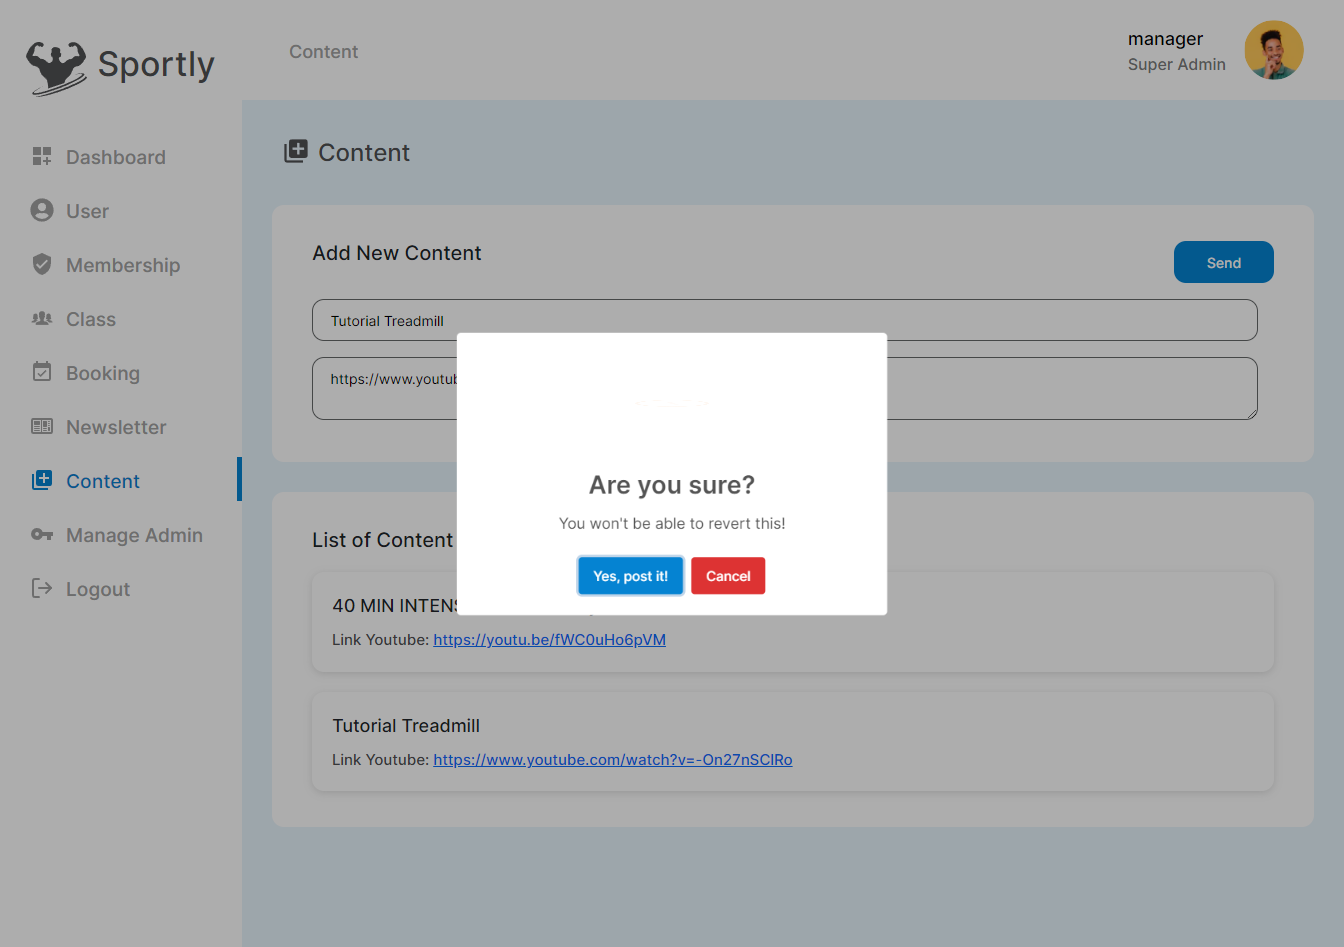 Sportly
Content
manager
Super Admin
Dashboard
User
Membership
Class
Booking
Newsletter
Content
Manage Admin
Logout
Content
Add New Content
Send
Tutorial Treadmill
https://www.youtub
Are you sure?
You won't be able to revert this!
Yes, post it!
Cancel
List of Content
40 MIN INTENS
Link Youtube: https://youtu.be/fWC0uHo6pVM
Tutorial Treadmill
Link Youtube: https://www.youtube.com/watch?v=-On27nSCIRo